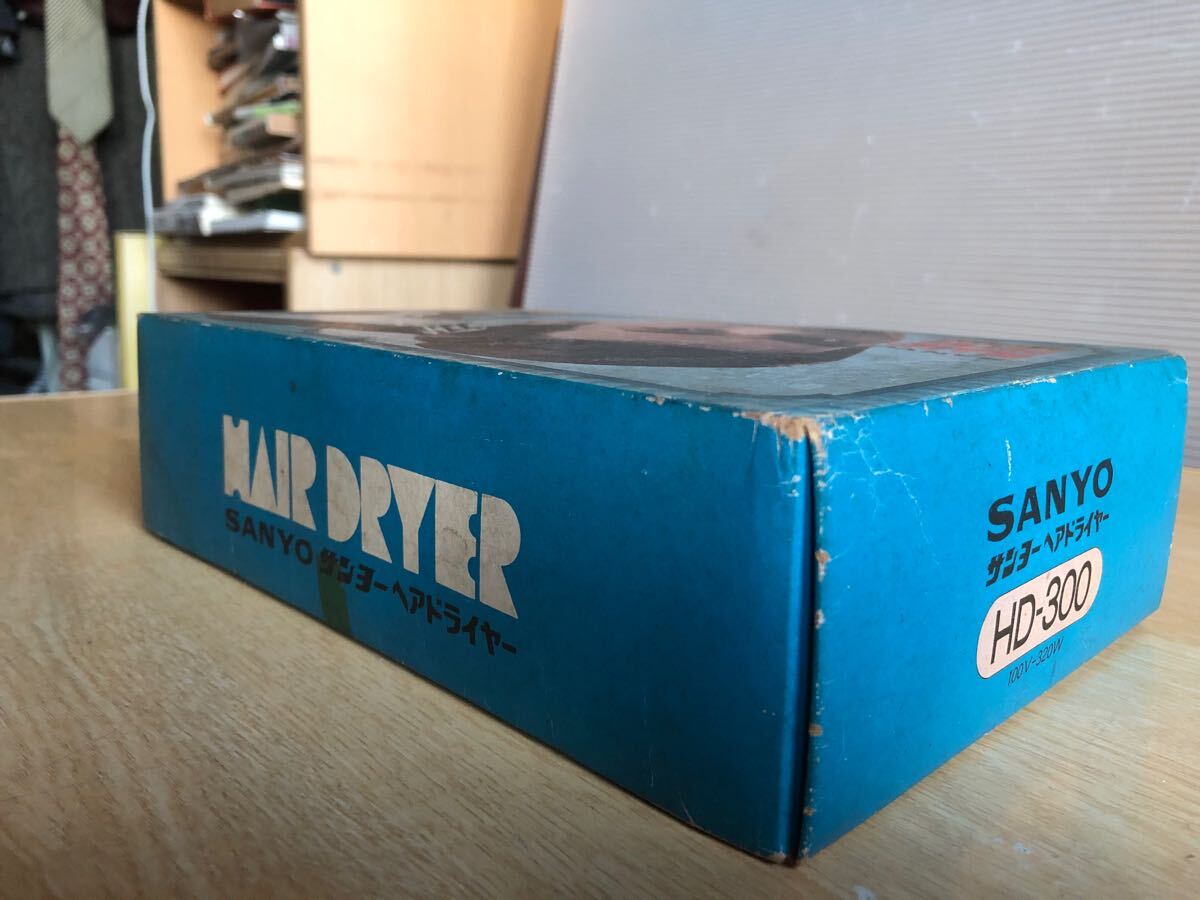 HAIR DRYER
SANYO サンヨーヘアドライヤー
SANYO
サンヨーヘアドライヤー
HD-300
100V-320W